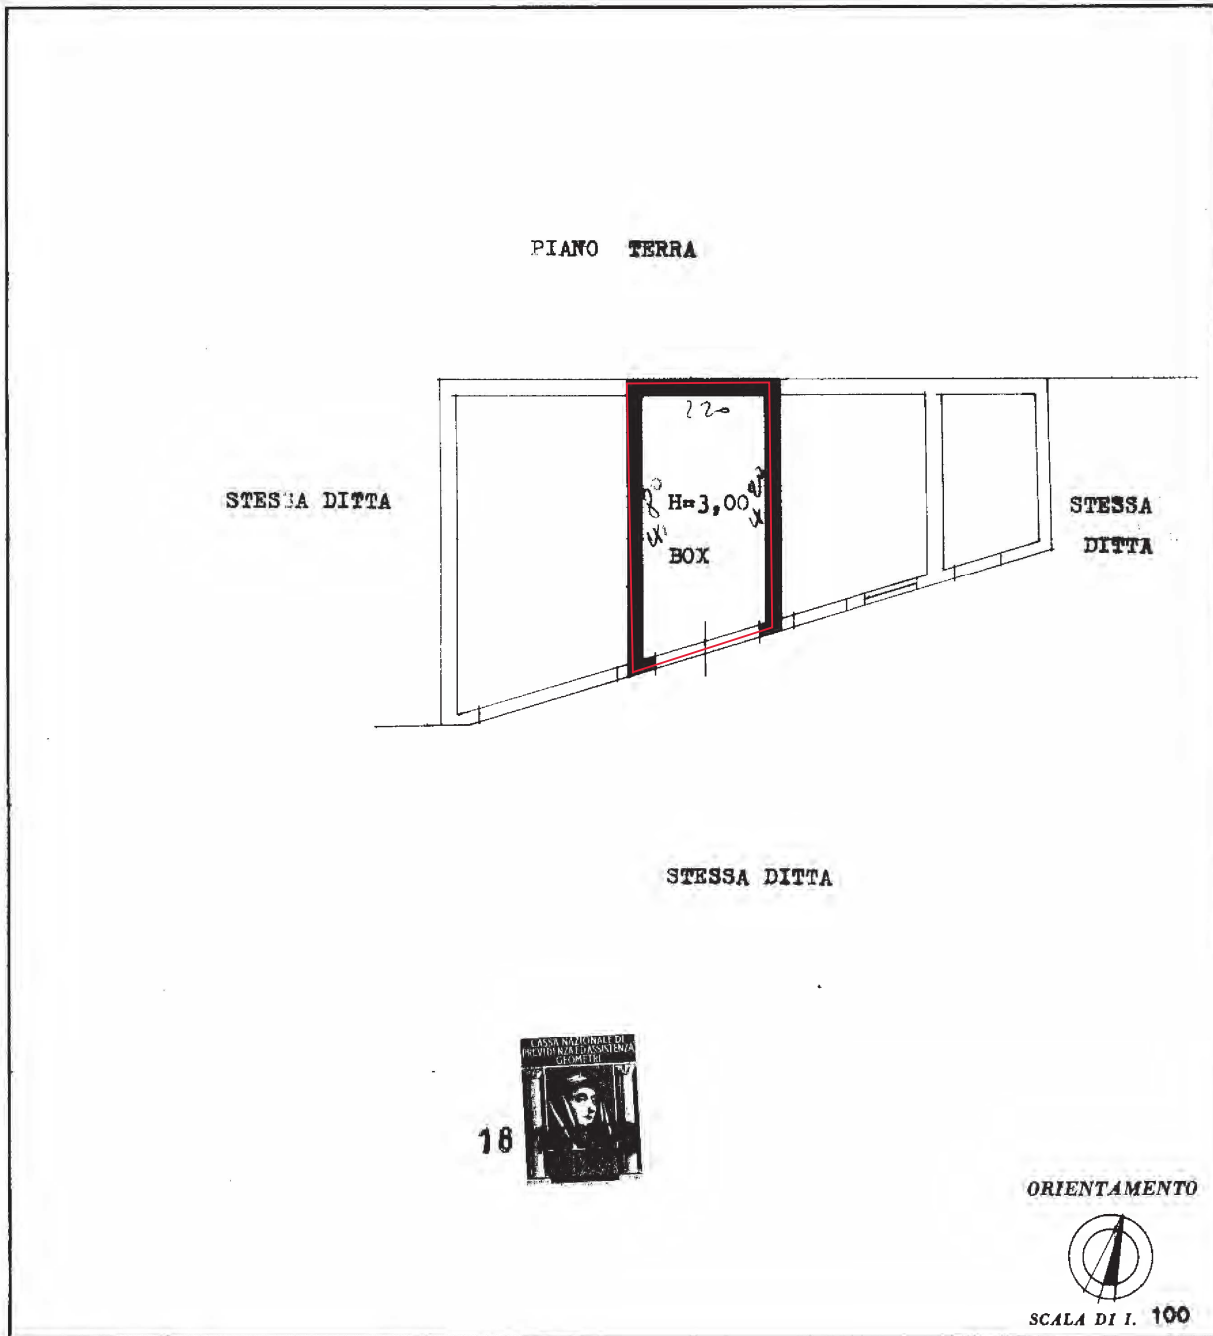 PIANO TERRA
220
STESSA DITTA
H=3,00
BOX
STESSA
DITTA
STESSA DITTA
CASSA NAZIONALE DI
PREVIDENZA ED ASSISTENZA
GEOMETRI
18
ORIENTAMENTO
SCALA DI I. 100